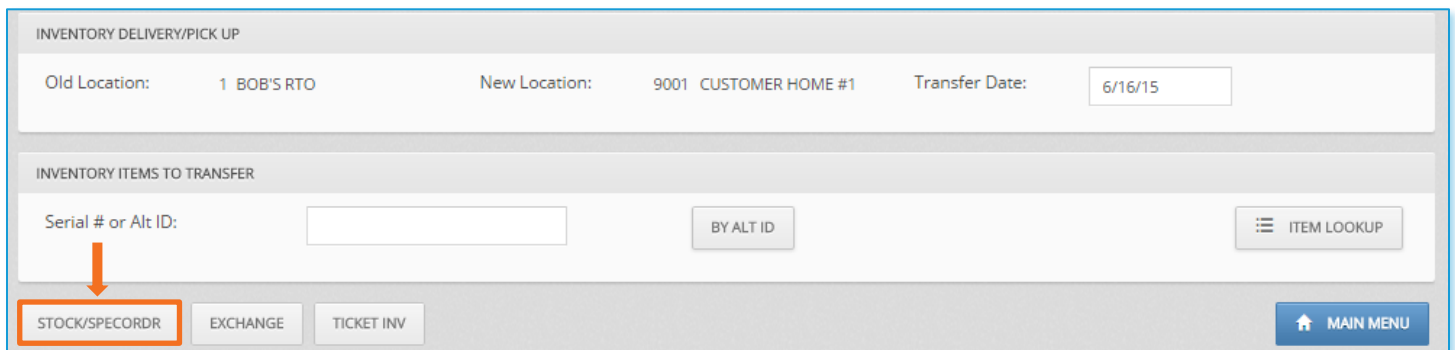 INVENTORY DELIVERY/PICK UP
Old Location: 1 BOB'S RTO New Location: 9001 CUSTOMER HOME #1 Transfer Date: 6/16/15
INVENTORY ITEMS TO TRANSFER
Serial # or Alt ID: BY ALT ID ITEM LOOKUP
STOCK/SPECORDR EXCHANGE TICKET INV MAIN MENU